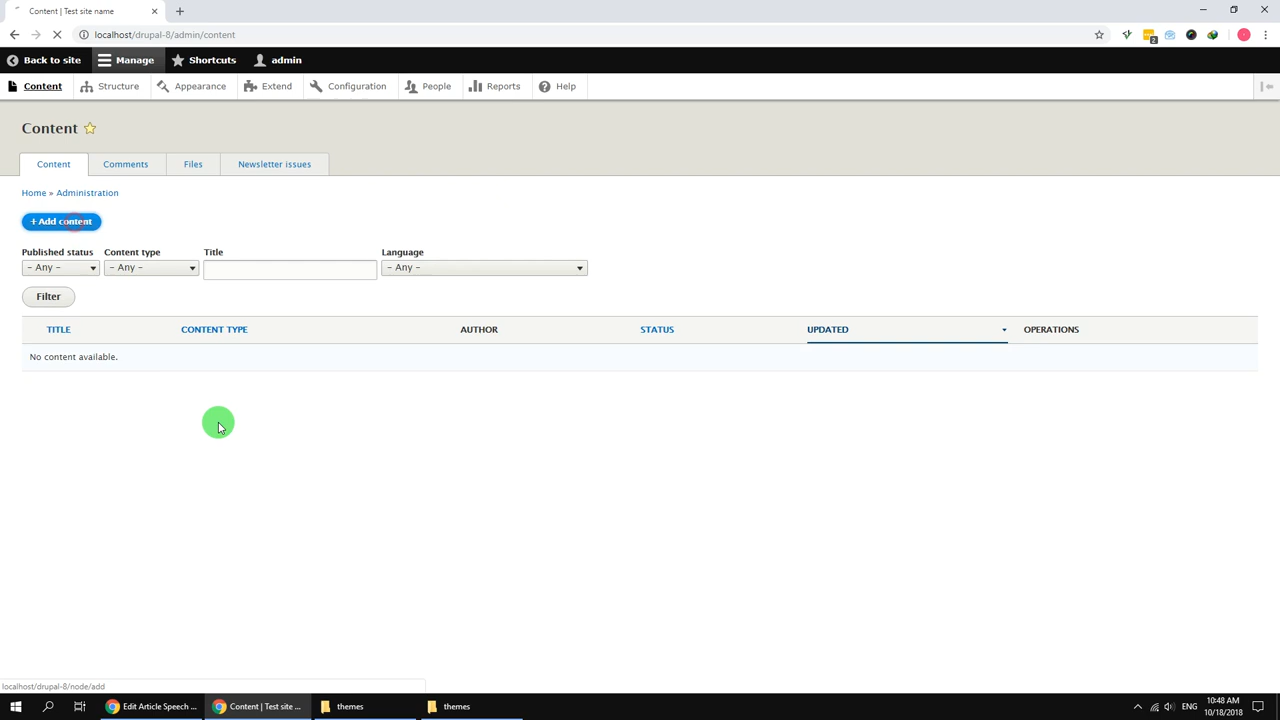 Content | Test site name
localhost/drupal-8/admin/content
2
Back to site Manage Shortcuts admin
Content Structure Appearance Extend Configuration People Reports Help
Content
Content Comments Files Newsletter issues
Home » Administration
+ Add content
Published status Content type Title Language
- Any - - Any - - Any -
Filter
TITLE CONTENT TYPE AUTHOR STATUS UPDATED OPERATIONS
No content available.
localhost/drupal-8/node/add
Edit Article Speech ... Content | Test site ... themes themes ENG 10:48 AM
10/18/2018